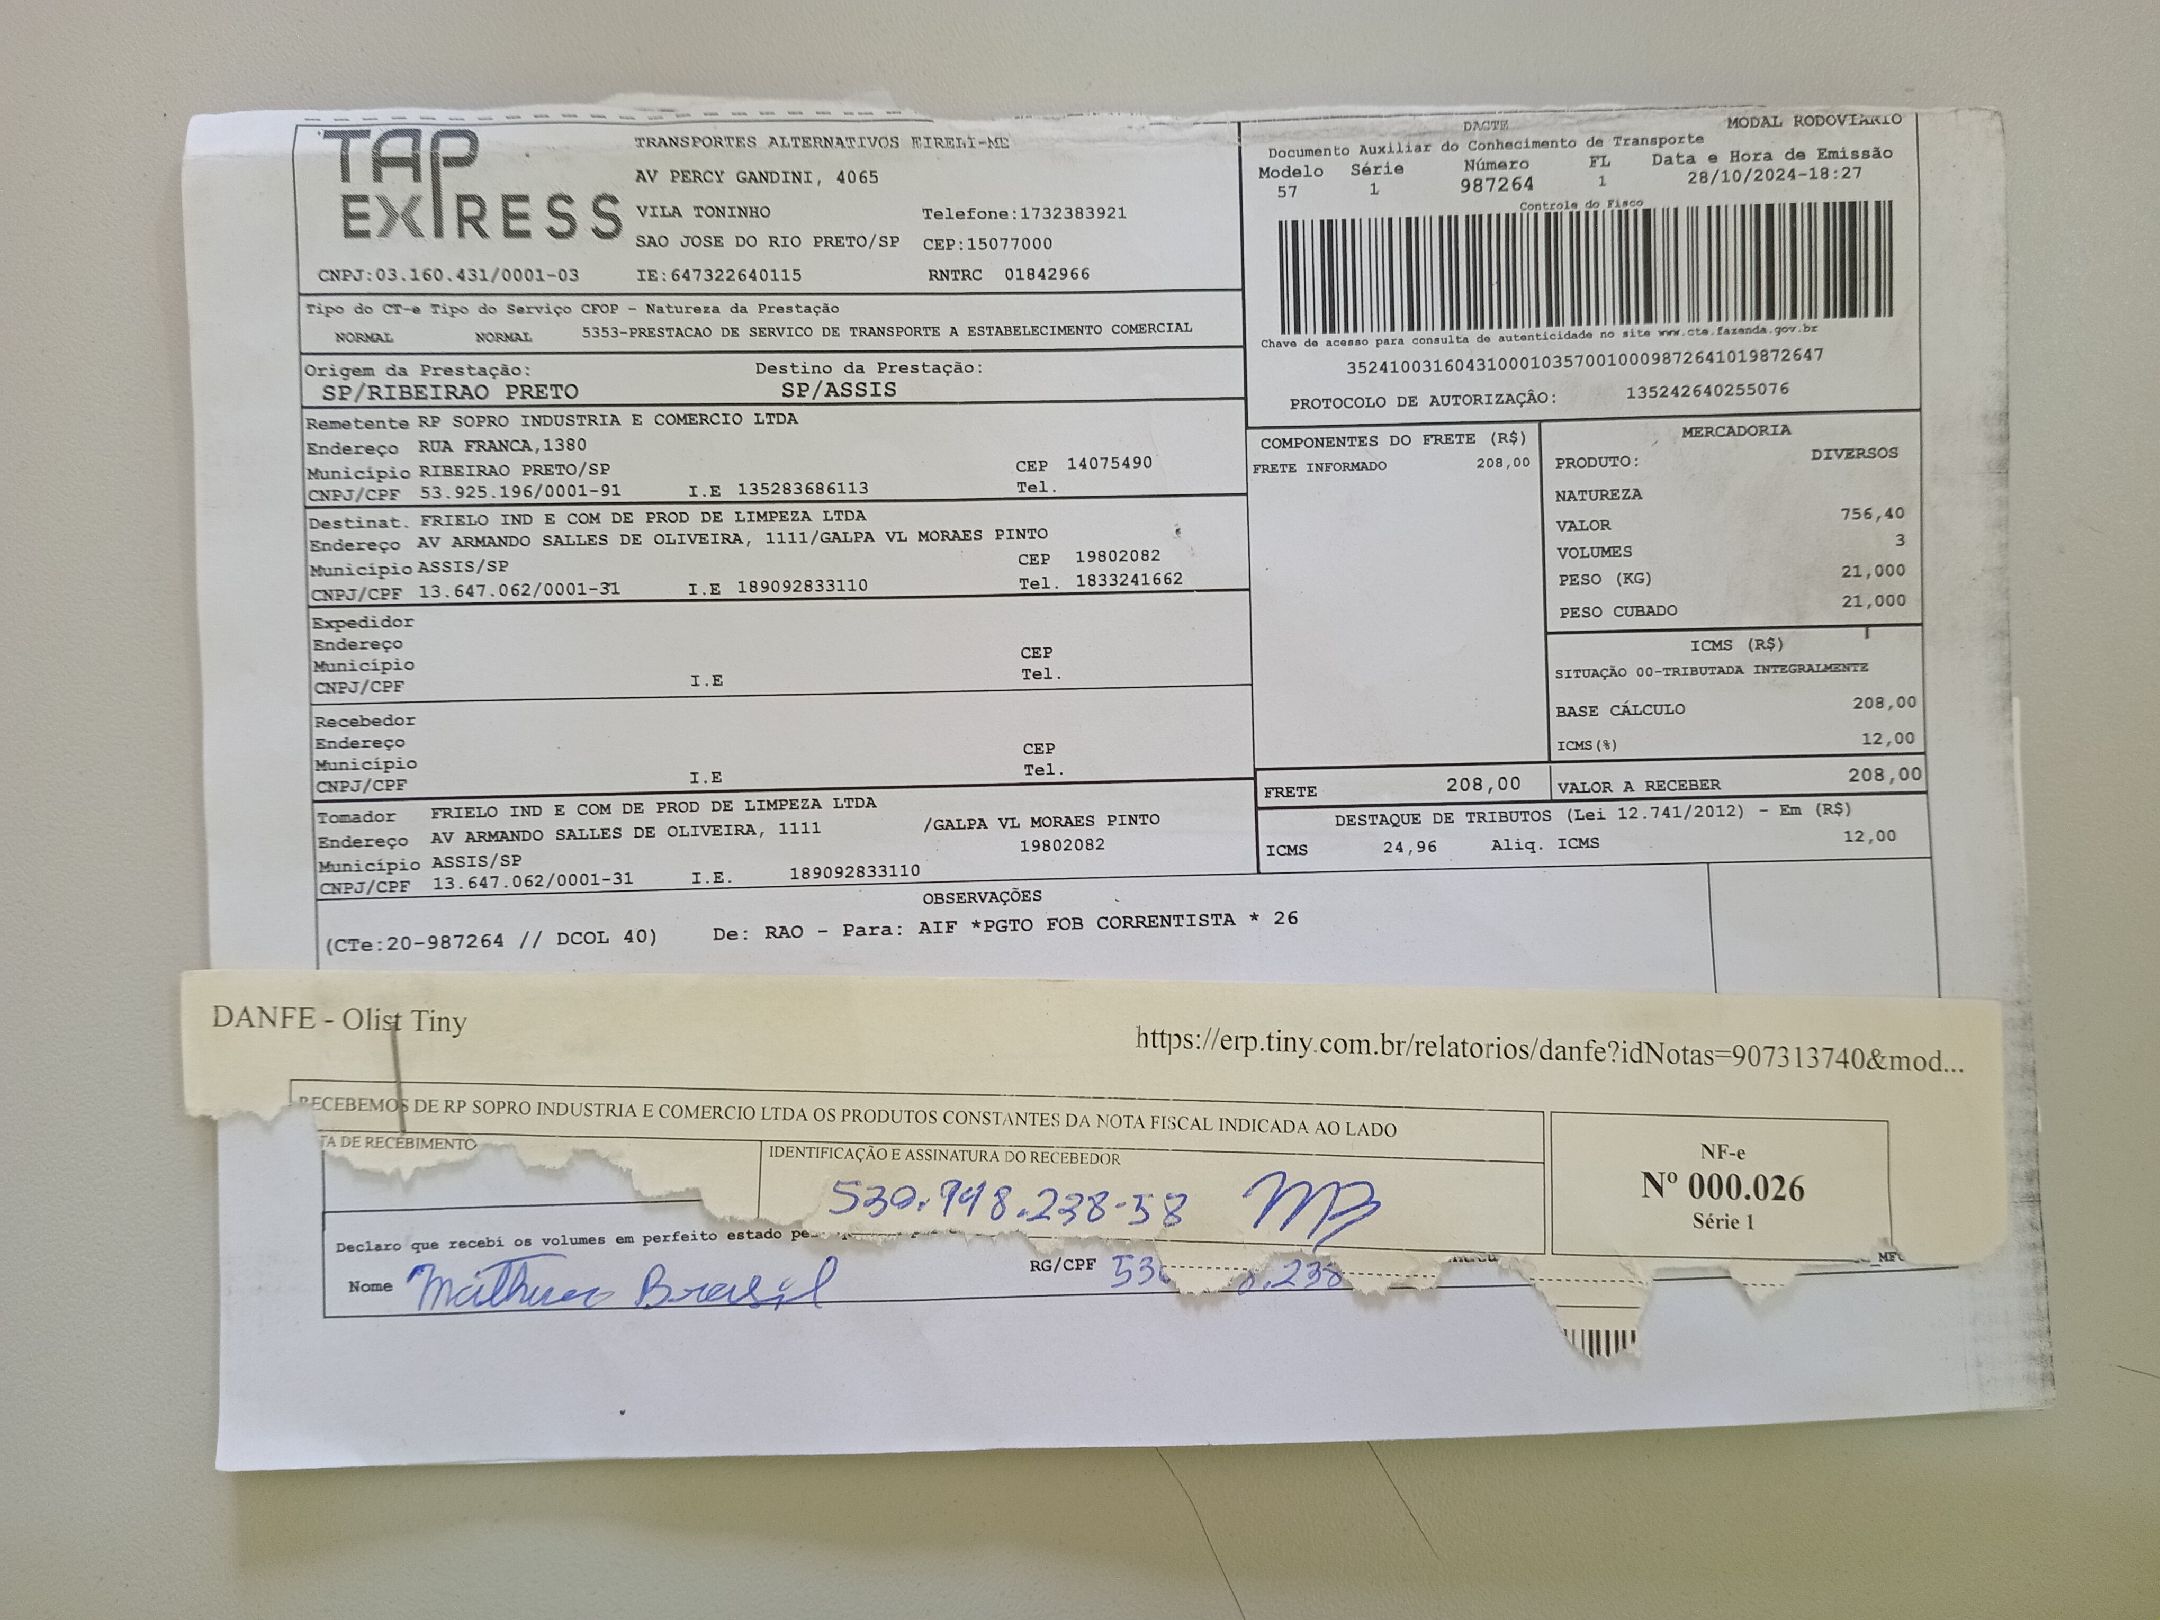 TAP EXPRESS
TRANSPORTES ALTERNATIVOS EIRELI-ME
AV PERCY GANDINI, 4065
VILA TONINHO Telefone:1732383921
SAO JOSE DO RIO PRETO/SP CEP:15077000
CNPJ:03.160.431/0001-03 IE:647322640115 RNTRC 01842966
DACTE MODAL RODOVIÁRIO
Documento Auxiliar do Conhecimento de Transporte
Modelo Série Número FL Data e Hora de Emissão
57 1 987264 1 28/10/2024-18:27
Controle do Fisco
Chave de acesso para consulta de autenticidade no site www.cte.fazenda.gov.br
35241003160431000103570010009872641019872647
PROTOCOLO DE AUTORIZAÇÂO: 135242640255076
Tipo do CT-e Tipo do Serviço CFOP - Natureza da Prestação
NORMAL NORMAL 5353-PRESTACAO DE SERVICO DE TRANSPORTE A ESTABELECIMENTO COMERCIAL
Origem da Prestação: Destino da Prestação:
SP/RIBEIRAO PRETO SP/ASSIS
Remetente RP SOPRO INDUSTRIA E COMERCIO LTDA
Endereço RUA FRANCA,1380
Município RIBEIRAO PRETO/SP CEP 14075490
CNPJ/CPF 53.925.196/0001-91 I.E 135283686113 Tel.
Destinat. FRIELO IND E COM DE PROD DE LIMPEZA LTDA
Endereço AV ARMANDO SALLES DE OLIVEIRA, 1111/GALPA VL MORAES PINTO
Município ASSIS/SP CEP 19802082
CNPJ/CPF 13.647.062/0001-31 I.E 189092833110 Tel. 1833241662
Expedidor
Endereço
Município CEP
CNPJ/CPF I.E Tel.
Recebedor
Endereço
Município CEP
CNPJ/CPF I.E Tel.
Tomador FRIELO IND E COM DE PROD DE LIMPEZA LTDA
Endereço AV ARMANDO SALLES DE OLIVEIRA, 1111 /GALPA VL MORAES PINTO
Município ASSIS/SP 19802082
CNPJ/CPF 13.647.062/0001-31 I.E. 189092833110
COMPONENTES DO FRETE (R$)
FRETE INFORMADO 208,00
MERCADORIA
PRODUTO: DIVERSOS
NATUREZA
VALOR 756,40
VOLUMES 3
PESO (KG) 21,000
PESO CUBADO 21,000
ICMS (R$)
SITUAÇÃO 00-TRIBUTADA INTEGRALMENTE
BASE CÁLCULO 208,00
ICMS(%) 12,00
FRETE 208,00 VALOR A RECEBER 208,00
DESTAQUE DE TRIBUTOS (Lei 12.741/2012) - Em (R$)
ICMS 24,96 Aliq. ICMS 12,00
OBSERVAÇÕES
(CTe:20-987264 // DCOL 40) De: RAO - Para: AIF *PGTO FOB CORRENTISTA * 26
DANFE - Olist Tiny https://erp.tiny.com.br/relatorios/danfe?idNotas=907313740&mod...
RECEBEMOS DE RP SOPRO INDUSTRIA E COMERCIO LTDA OS PRODUTOS CONSTANTES DA NOTA FISCAL INDICADA AO LADO
TA DE RECEBIMENTO IDENTIFICAÇÃO E ASSINATURA DO RECEBEDOR
530.998.238-58
NF-e
Nº 000.026
Série 1
Declaro que recebi os volumes em perfeito estado pe
Nome Matheus Brasil RG/CPF 53 .238